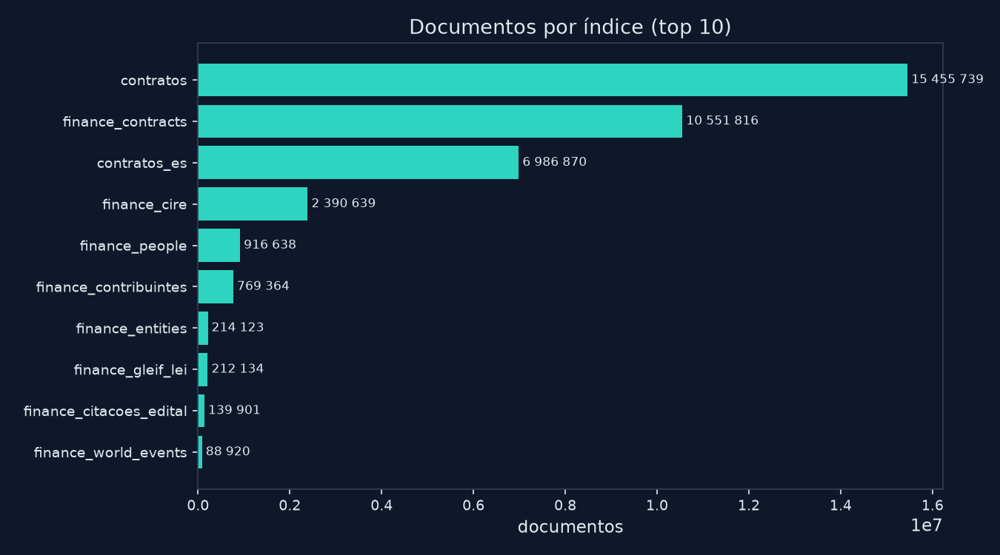 Documentos por índice (top 10)
contratos 15 455 739
finance_contracts 10 551 816
contratos_es 6 986 870
finance_cire 2 390 639
finance_people 916 638
finance_contribuintes 769 364
finance_entities 214 123
finance_gleif_lei 212 134
finance_citacoes_edital 139 901
finance_world_events 88 920
0.0 0.2 0.4 0.6 0.8 1.0 1.2 1.4 1.6
documentos 1e7